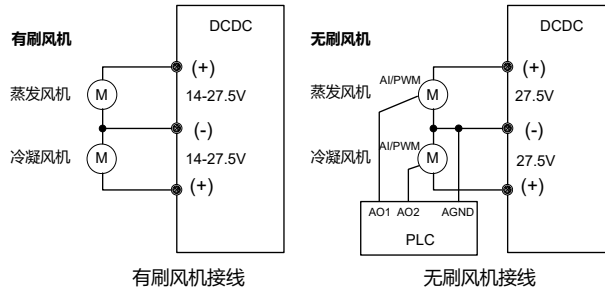 DCDC
有刷风机
(+)
蒸发风机
M
14-27.5V
(-)
冷凝风机
M
14-27.5V
(+)
有刷风机接线
DCDC
无刷风机
(+)
AI/PWM
蒸发风机
M
27.5V
(-)
AI/PWM
冷凝风机
M
27.5V
(+)
AO1 AO2 AGND
PLC
无刷风机接线